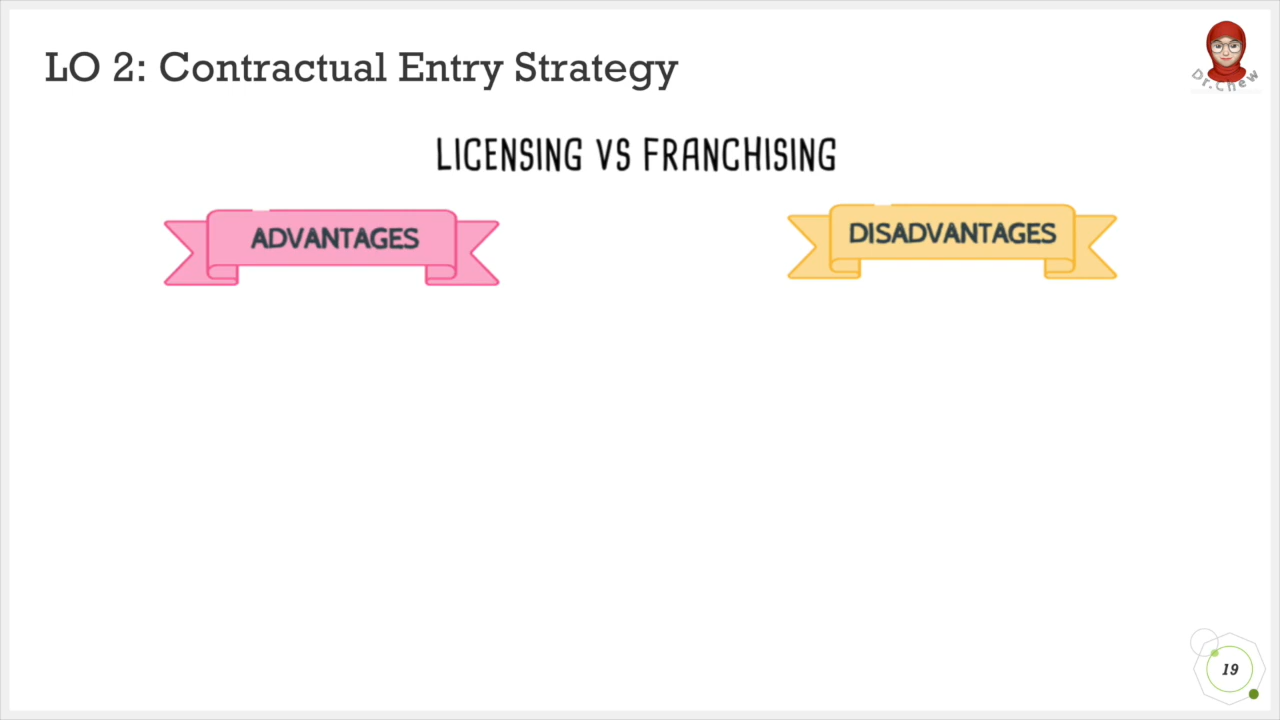 LO 2: Contractual Entry Strategy
Dr.Chew
LICENSING VS FRANCHISING
ADVANTAGES
DISADVANTAGES
19